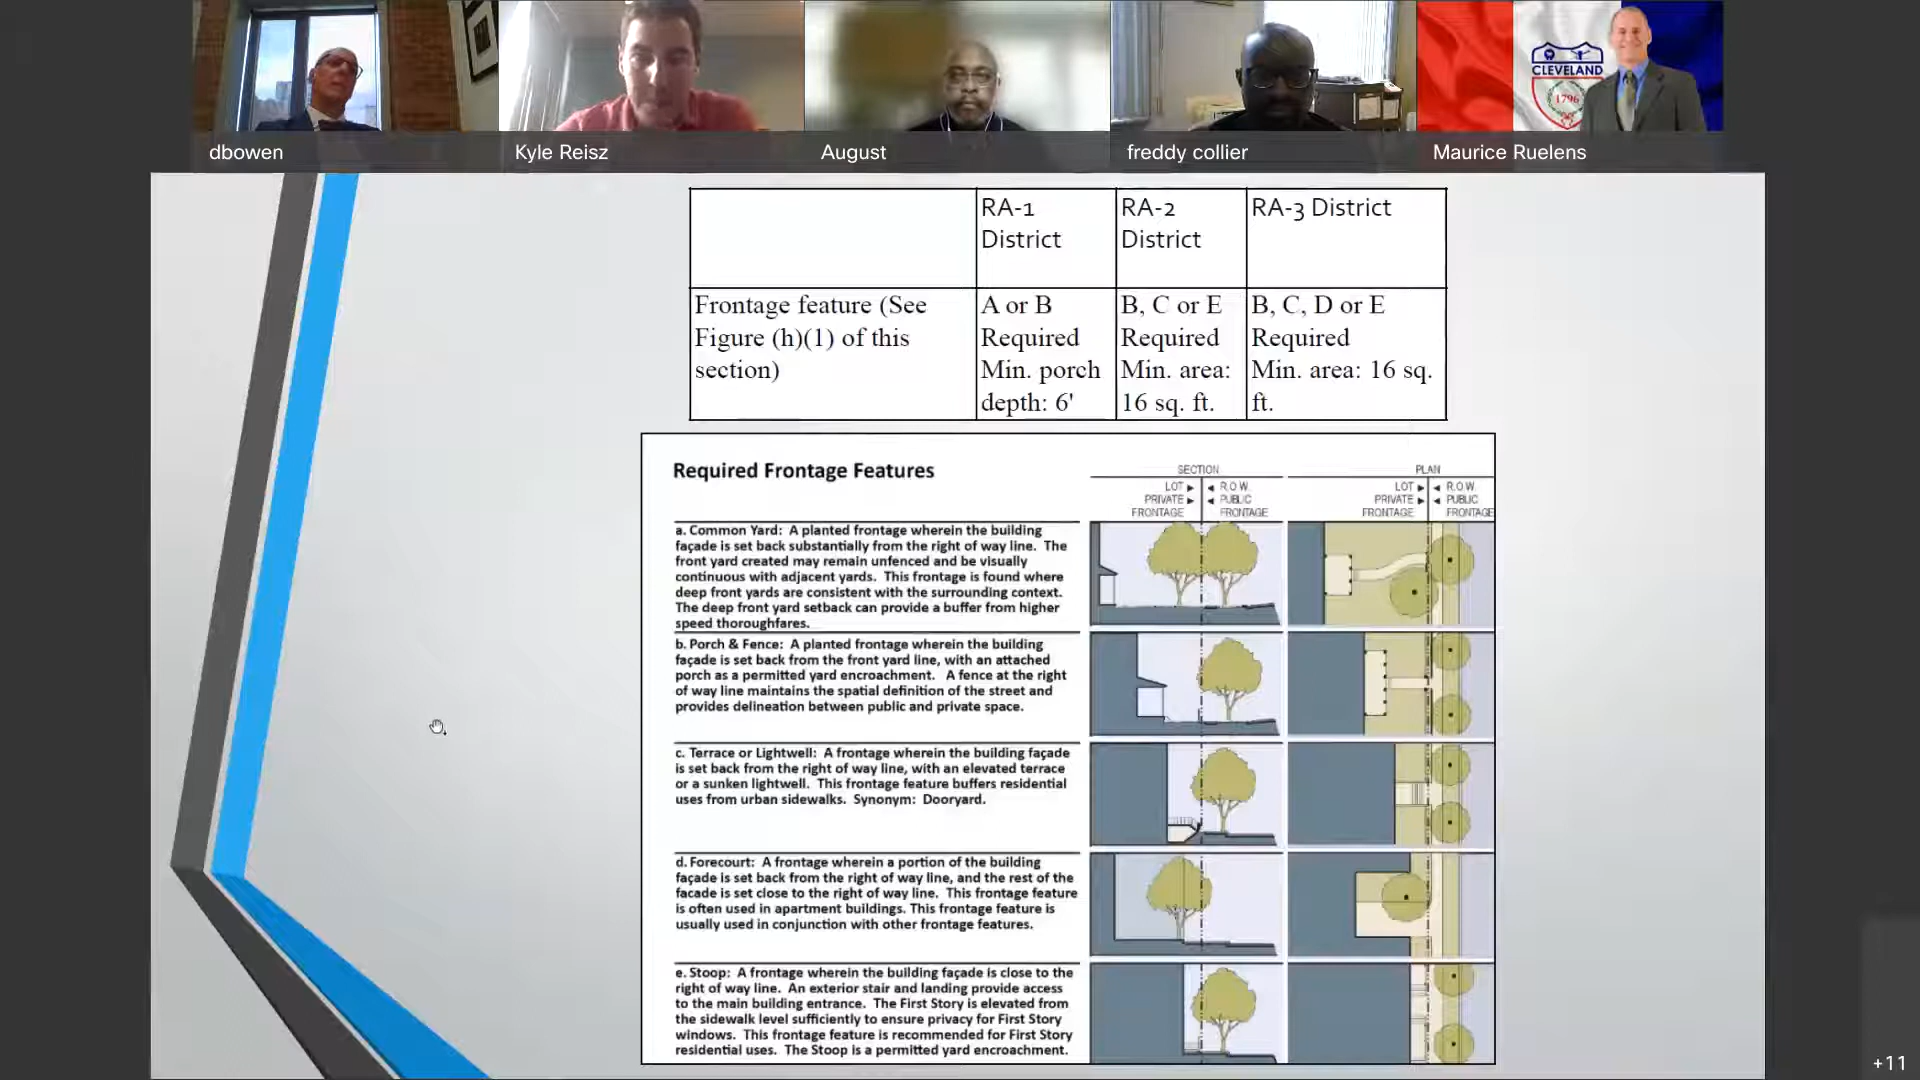 CLEVELAND
1796
dbowen
Kyle Reisz
August
freddy collier
Maurice Ruelens
RA-1
District
RA-2
District
RA-3 District
Frontage feature (See
Figure (h)(1) of this
section)
A or B
Required
Min. porch
depth: 6'
B, C or E
Required
Min. area:
16 sq. ft.
B, C, D or E
Required
Min. area: 16 sq.
ft.
Required Frontage Features
SECTION
LOT ▶ ◀ R.O.W.
PRIVATE ▶ ◀ PUBLIC
FRONTAGE FRONTAGE
PLAN
LOT ▶ ◀ R.O.W.
PRIVATE ▶ ◀ PUBLIC
FRONTAGE FRONTAGE
a. Common Yard: A planted frontage wherein the building
façade is set back substantially from the right of way line. The
front yard created may remain unfenced and be visually
continuous with adjacent yards. This frontage is found where
deep front yards are consistent with the surrounding context.
The deep front yard setback can provide a buffer from higher
speed thoroughfares.
b. Porch & Fence: A planted frontage wherein the building
façade is set back from the front yard line, with an attached
porch as a permitted yard encroachment. A fence at the right
of way line maintains the spatial definition of the street and
provides delineation between public and private space.
c. Terrace or Lightwell: A frontage wherein the building façade
is set back from the right of way line, with an elevated terrace
or a sunken lightwell. This frontage feature buffers residential
uses from urban sidewalks. Synonym: Dooryard.
d. Forecourt: A frontage wherein a portion of the building
façade is set back from the right of way line, and the rest of the
facade is set close to the right of way line. This frontage feature
is often used in apartment buildings. This frontage feature is
usually used in conjunction with other frontage features.
e. Stoop: A frontage wherein the building façade is close to the
right of way line. An exterior stair and landing provide access
to the main building entrance. The First Story is elevated from
the sidewalk level sufficiently to ensure privacy for First Story
windows. This frontage feature is recommended for First Story
residential uses. The Stoop is a permitted yard encroachment.
+11